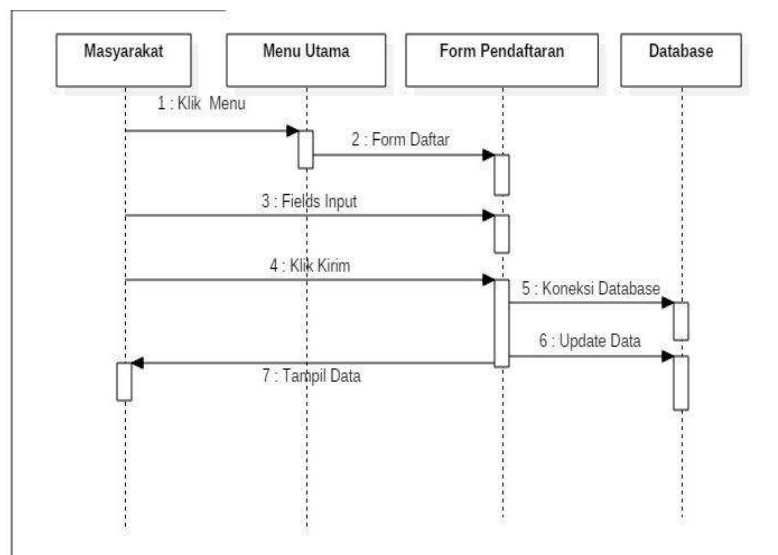 Masyarakat
Menu Utama
Form Pendaftaran
Database
1 : Klik Menu
2 : Form Daftar
3 : Fields Input
4 : Klik Kirim
5 : Koneksi Database
6 : Update Data
7 : Tampil Data